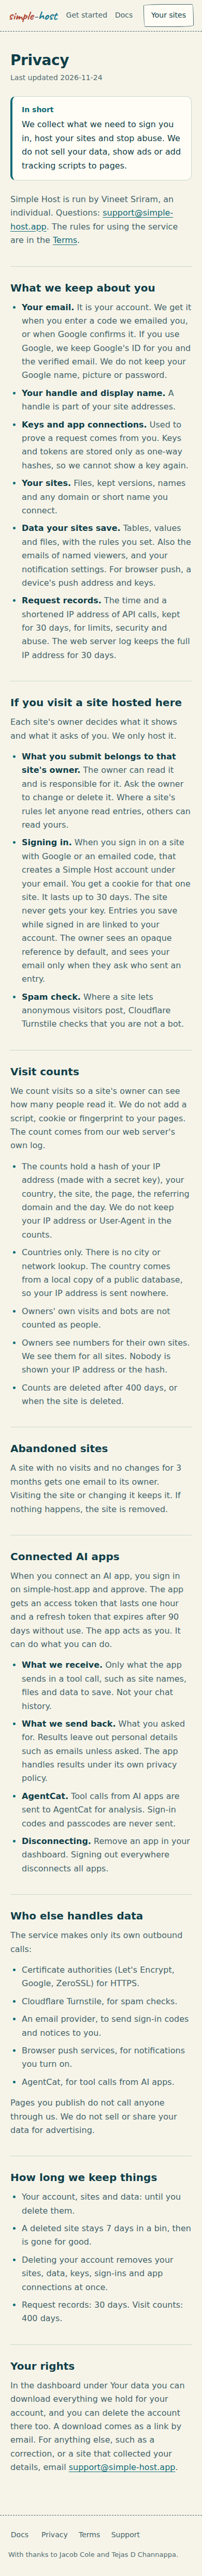 simple-host Get started Docs Your sites
Privacy
Last updated 2026-11-24
In short
We collect what we need to sign you
in, host your sites and stop abuse. We
do not sell your data, show ads or add
tracking scripts to pages.
Simple Host is run by Vineet Sriram, an
individual. Questions: support@simple-
host.app. The rules for using the service
are in the Terms.
What we keep about you
• Your email. It is your account. We get it
when you enter a code we emailed you,
or when Google confirms it. If you use
Google, we keep Google's ID for you and
the verified email. We do not keep your
Google name, picture or password.
• Your handle and display name. A
handle is part of your site addresses.
• Keys and app connections. Used to
prove a request comes from you. Keys
and tokens are stored only as one-way
hashes, so we cannot show a key again.
• Your sites. Files, kept versions, names
and any domain or short name you
connect.
• Data your sites save. Tables, values
and files, with the rules you set. Also the
emails of named viewers, and your
notification settings. For browser push, a
device's push address and keys.
• Request records. The time and a
shortened IP address of API calls, kept
for 30 days, for limits, security and
abuse. The web server log keeps the full
IP address for 30 days.
If you visit a site hosted here
Each site's owner decides what it shows
and what it asks of you. We only host it.
• What you submit belongs to that
site's owner. The owner can read it
and is responsible for it. Ask the owner
to change or delete it. Where a site's
rules let anyone read entries, others can
read yours.
• Signing in. When you sign in on a site
with Google or an emailed code, that
creates a Simple Host account under
your email. You get a cookie for that one
site. It lasts up to 30 days. The site
never gets your key. Entries you save
while signed in are linked to your
account. The owner sees an opaque
reference by default, and sees your
email only when they ask who sent an
entry.
• Spam check. Where a site lets
anonymous visitors post, Cloudflare
Turnstile checks that you are not a bot.
Visit counts
We count visits so a site's owner can see
how many people read it. We do not add a
script, cookie or fingerprint to your pages.
The count comes from our web server's
own log.
• The counts hold a hash of your IP
address (made with a secret key), your
country, the site, the page, the referring
domain and the day. We do not keep
your IP address or User-Agent in the
counts.
• Countries only. There is no city or
network lookup. The country comes
from a local copy of a public database,
so your IP address is sent nowhere.
• Owners' own visits and bots are not
counted as people.
• Owners see numbers for their own sites.
We see them for all sites. Nobody is
shown your IP address or the hash.
• Counts are deleted after 400 days, or
when the site is deleted.
Abandoned sites
A site with no visits and no changes for 3
months gets one email to its owner.
Visiting the site or changing it keeps it. If
nothing happens, the site is removed.
Connected AI apps
When you connect an AI app, you sign in
on simple-host.app and approve. The app
gets an access token that lasts one hour
and a refresh token that expires after 90
days without use. The app acts as you. It
can do what you can do.
• What we receive. Only what the app
sends in a tool call, such as site names,
files and data to save. Not your chat
history.
• What we send back. What you asked
for. Results leave out personal details
such as emails unless asked. The app
handles results under its own privacy
policy.
• AgentCat. Tool calls from AI apps are
sent to AgentCat for analysis. Sign-in
codes and passcodes are never sent.
• Disconnecting. Remove an app in your
dashboard. Signing out everywhere
disconnects all apps.
Who else handles data
The service makes only its own outbound
calls:
• Certificate authorities (Let's Encrypt,
Google, ZeroSSL) for HTTPS.
• Cloudflare Turnstile, for spam checks.
• An email provider, to send sign-in codes
and notices to you.
• Browser push services, for notifications
you turn on.
• AgentCat, for tool calls from AI apps.
Pages you publish do not call anyone
through us. We do not sell or share your
data for advertising.
How long we keep things
• Your account, sites and data: until you
delete them.
• A deleted site stays 7 days in a bin, then
is gone for good.
• Deleting your account removes your
sites, data, keys, sign-ins and app
connections at once.
• Request records: 30 days. Visit counts:
400 days.
Your rights
In the dashboard under Your data you can
download everything we hold for your
account, and you can delete the account
there too. A download comes as a link by
email. For anything else, such as a
correction, or a site that collected your
details, email support@simple-host.app.
Docs Privacy Terms Support
With thanks to Jacob Cole and Tejas D Channappa.